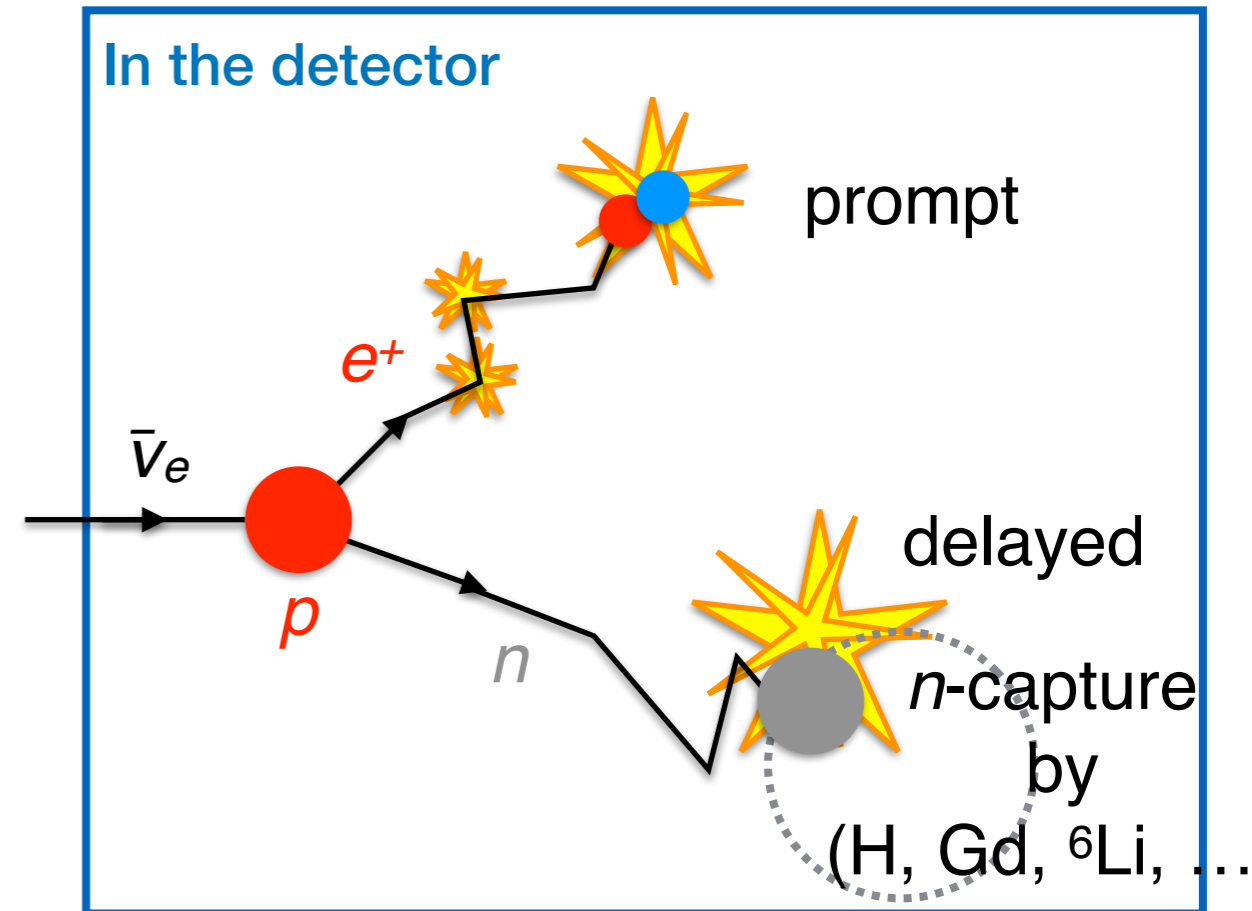 In the detector
prompt
e⁺
ν̄ₑ
delayed
p
n
n-capture
by
(H, Gd, ⁶Li, …